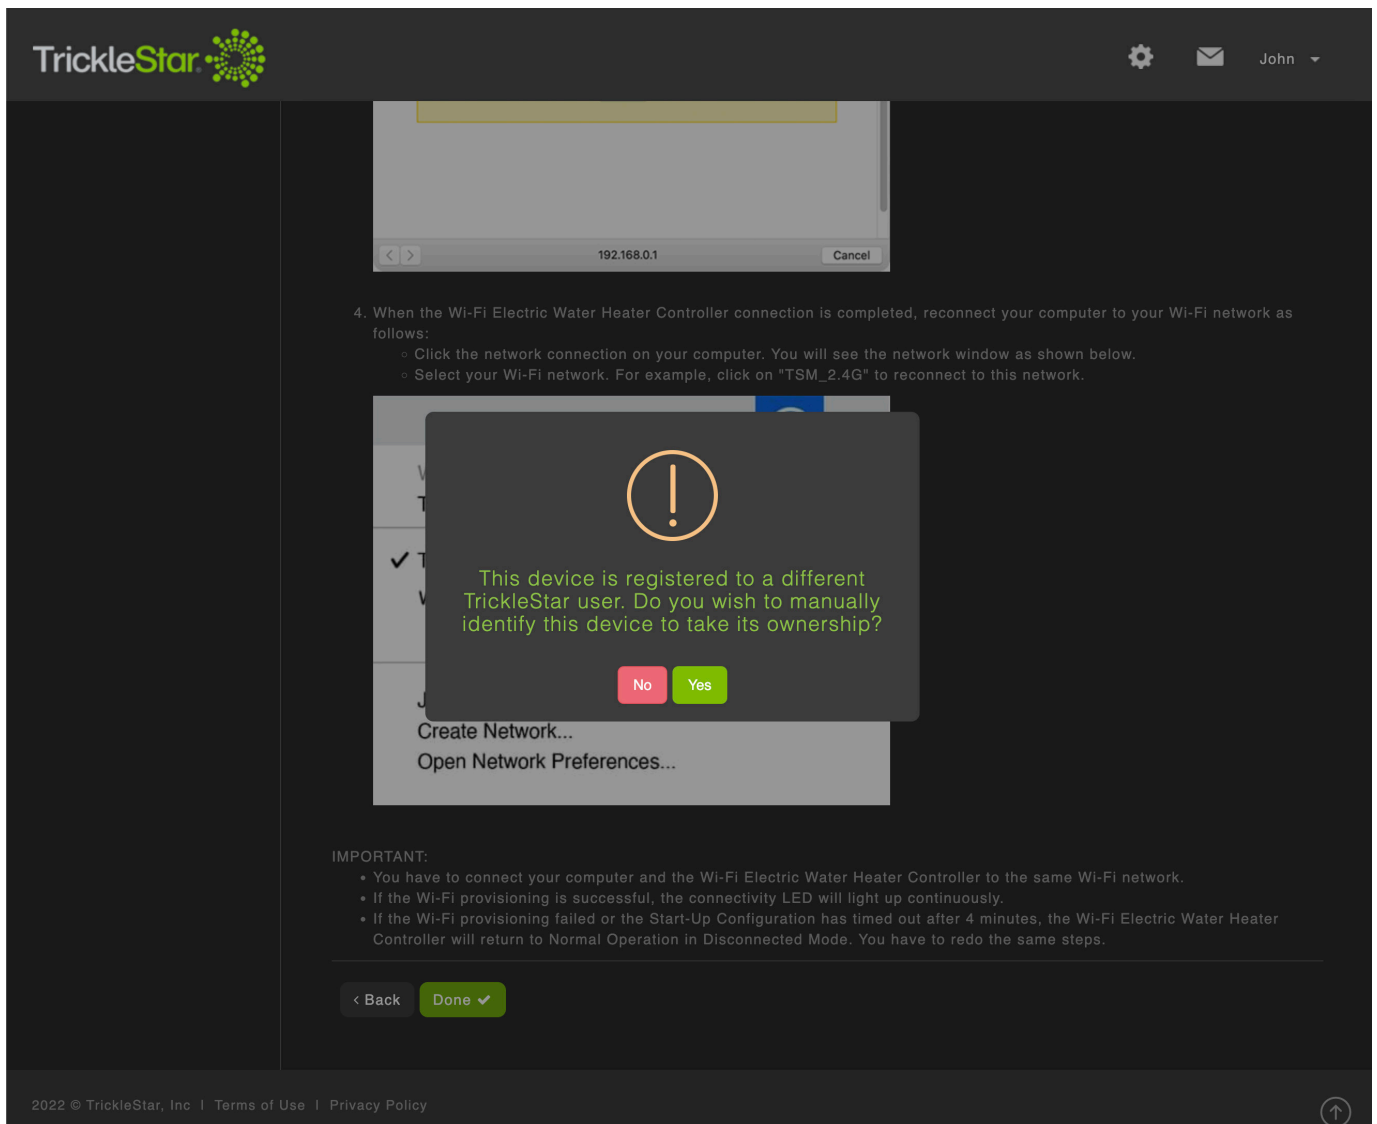 TrickleStar®
John
192.168.0.1
Cancel
4. When the Wi-Fi Electric Water Heater Controller connection is completed, reconnect your computer to your Wi-Fi network as
follows:
Click the network connection on your computer. You will see the network window as shown below.
Select your Wi-Fi network. For example, click on "TSM_2.4G" to reconnect to this network.
This device is registered to a different
TrickleStar user. Do you wish to manually
identify this device to take its ownership?
No Yes
Create Network...
Open Network Preferences...
IMPORTANT:
• You have to connect your computer and the Wi-Fi Electric Water Heater Controller to the same Wi-Fi network.
• If the Wi-Fi provisioning is successful, the connectivity LED will light up continuously.
• If the Wi-Fi provisioning failed or the Start-Up Configuration has timed out after 4 minutes, the Wi-Fi Electric Water Heater
Controller will return to Normal Operation in Disconnected Mode. You have to redo the same steps.
< Back Done ✔
2022 © TrickleStar, Inc | Terms of Use | Privacy Policy